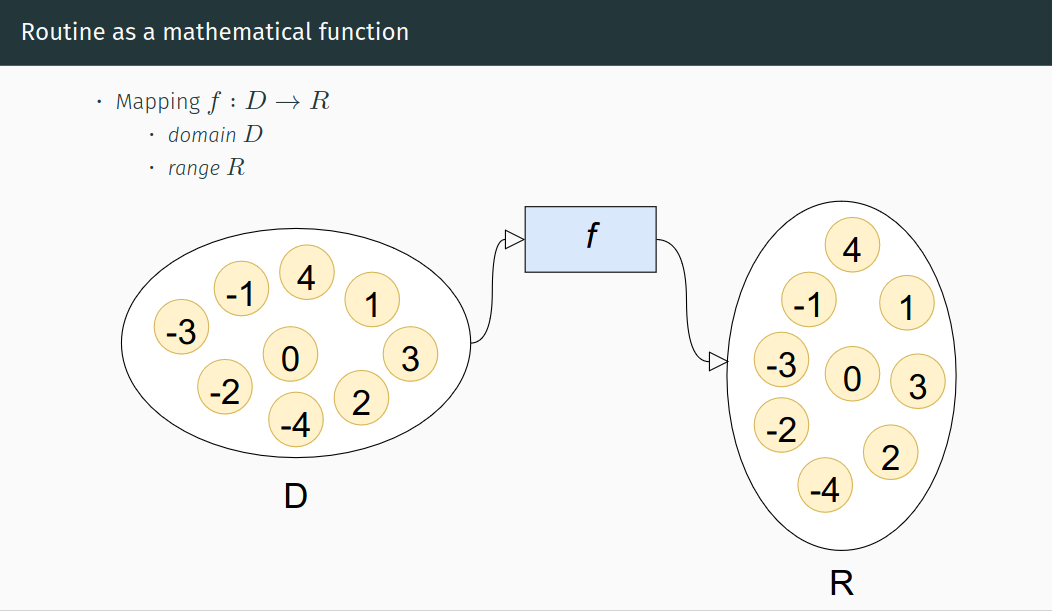 Routine as a mathematical function
• Mapping f : D → R
• domain D
• range R
f
4
-1
1
-3
0
3
-2
2
-4
D
4
-1
1
-3
0
3
-2
2
-4
R